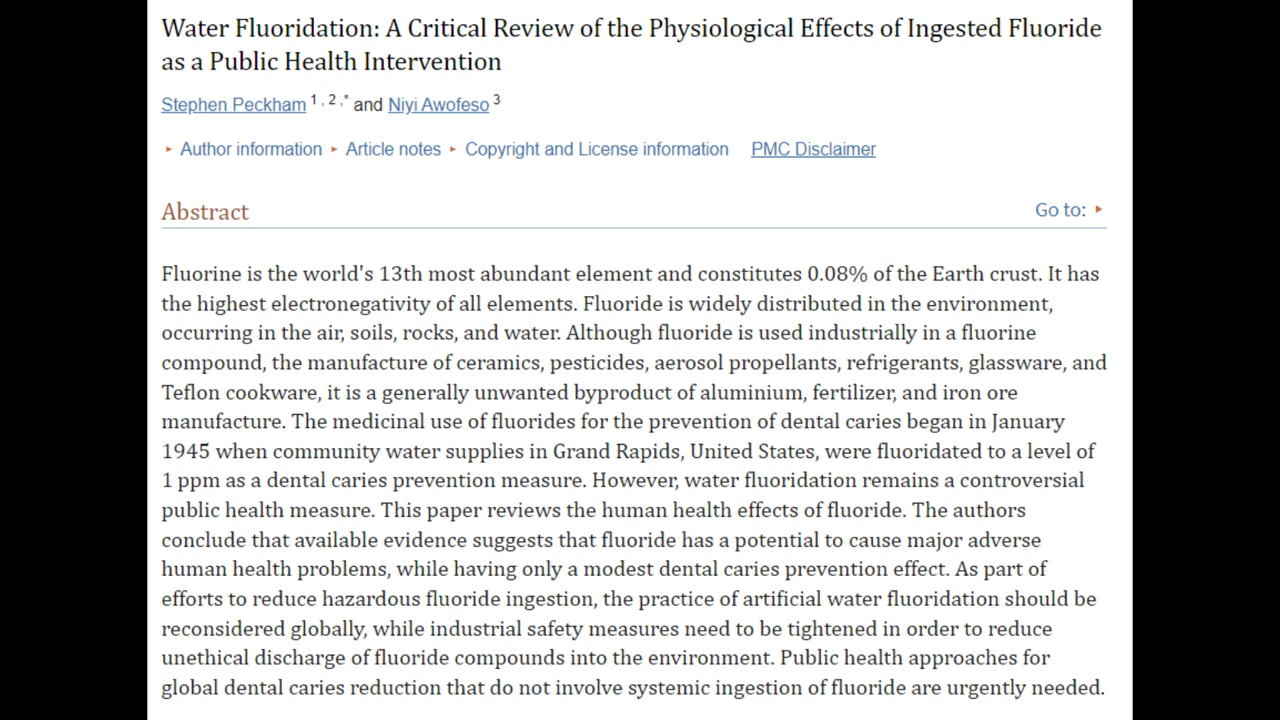 Water Fluoridation: A Critical Review of the Physiological Effects of Ingested Fluoride
as a Public Health Intervention
Stephen Peckham 1, 2,* and Niyi Awofeso 3
▸ Author information ▸ Article notes ▸ Copyright and License information PMC Disclaimer
Abstract Go to: ▸
Fluorine is the world's 13th most abundant element and constitutes 0.08% of the Earth crust. It has
the highest electronegativity of all elements. Fluoride is widely distributed in the environment,
occurring in the air, soils, rocks, and water. Although fluoride is used industrially in a fluorine
compound, the manufacture of ceramics, pesticides, aerosol propellants, refrigerants, glassware, and
Teflon cookware, it is a generally unwanted byproduct of aluminium, fertilizer, and iron ore
manufacture. The medicinal use of fluorides for the prevention of dental caries began in January
1945 when community water supplies in Grand Rapids, United States, were fluoridated to a level of
1 ppm as a dental caries prevention measure. However, water fluoridation remains a controversial
public health measure. This paper reviews the human health effects of fluoride. The authors
conclude that available evidence suggests that fluoride has a potential to cause major adverse
human health problems, while having only a modest dental caries prevention effect. As part of
efforts to reduce hazardous fluoride ingestion, the practice of artificial water fluoridation should be
reconsidered globally, while industrial safety measures need to be tightened in order to reduce
unethical discharge of fluoride compounds into the environment. Public health approaches for
global dental caries reduction that do not involve systemic ingestion of fluoride are urgently needed.